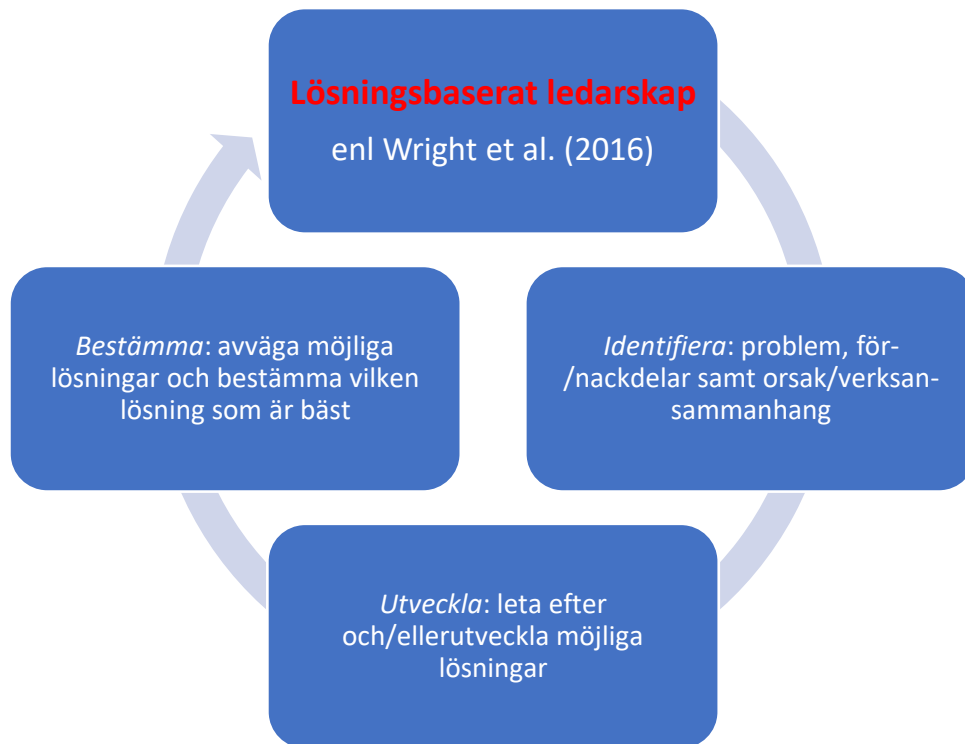 Lösningsbaserat ledarskap
enl Wright et al. (2016)
Identifiera: problem, för-
/nackdelar samt orsak/verksan-
sammanhang
Utveckla: leta efter
och/ellerutveckla möjliga
lösningar
Bestämma: avväga möjliga
lösningar och bestämma vilken
lösning som är bäst